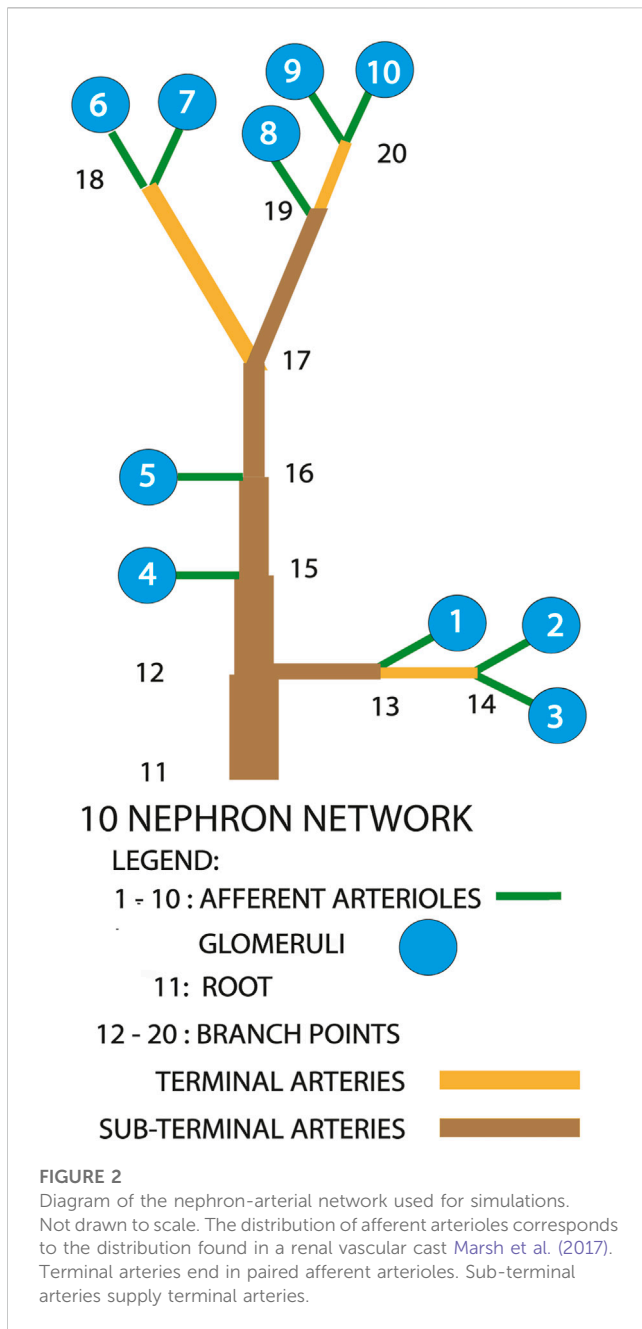 9
10
6
7
8
20
18
19
17
5
16
4
15
1
2
12
13
14
3
11
10 NEPHRON NETWORK
LEGEND:
1 - 10 : AFFERENT ARTERIOLES
GLOMERULI
11: ROOT
12 - 20 : BRANCH POINTS
TERMINAL ARTERIES
SUB-TERMINAL ARTERIES
FIGURE 2
Diagram of the nephron-arterial network used for simulations.
Not drawn to scale. The distribution of afferent arterioles corresponds
to the distribution found in a renal vascular cast Marsh et al. (2017).
Terminal arteries end in paired afferent arterioles. Sub-terminal
arteries supply terminal arteries.